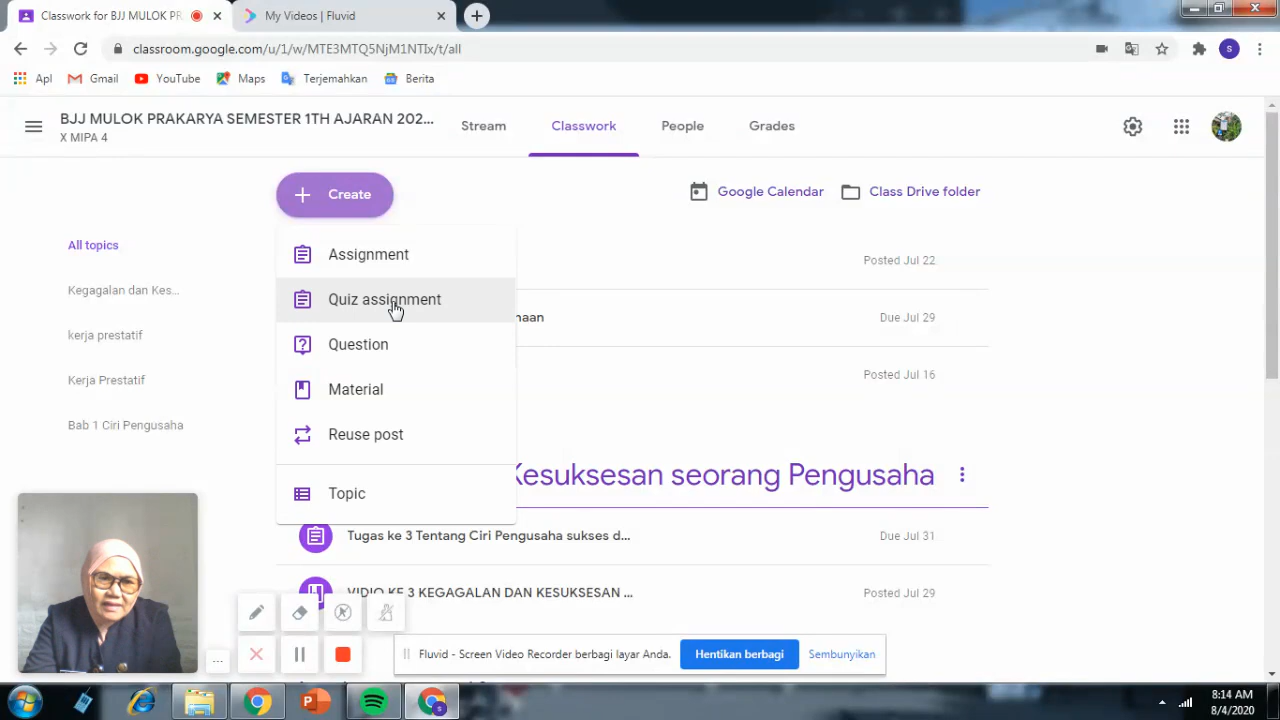 Classwork for BJJ MULOK PR
My Videos | Fluvid
classroom.google.com/u/1/w/MTE3MTQ5NjM1NTIx/t/all
S
Apl
Gmail
YouTube
Maps
Terjemahkan
Berita
BJJ MULOK PRAKARYA SEMESTER 1TH AJARAN 202...
X MIPA 4
Stream
Classwork
People
Grades
Create
Google Calendar
Class Drive folder
All topics
Kegagalan dan Kes...
kerja prestatif
Kerja Prestatif
Bab 1 Ciri Pengusaha
Assignment
Quiz assignment
Question
Material
Reuse post
Topic
Posted Jul 22
naan
Due Jul 29
Posted Jul 16
Kesuksesan seorang Pengusaha
Tugas ke 3 Tentang Ciri Pengusaha sukses d...
Due Jul 31
VIDIO KE 3 KEGAGALAN DAN KESUKSESAN ...
Posted Jul 29
...
Fluvid - Screen Video Recorder berbagi layar Anda.
Hentikan berbagi
Sembunyikan
8:14 AM
8/4/2020